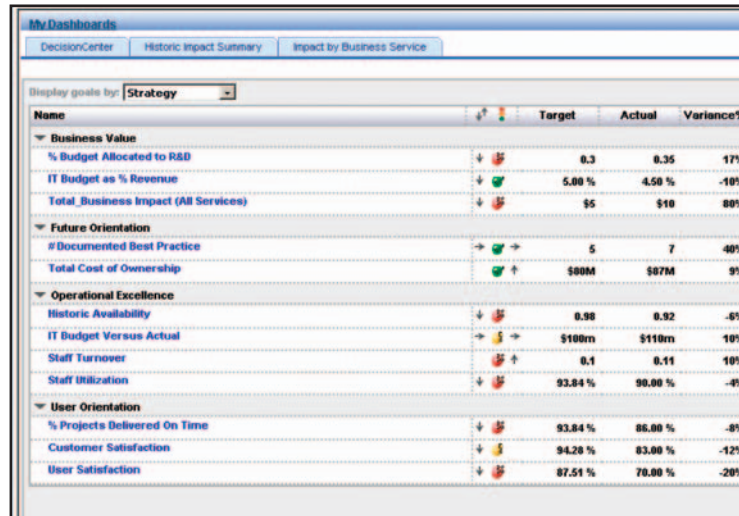 My Dashboards
DecisionCenter Historic Impact Summary Impact by Business Service
Display goals by: Strategy
Name Target Actual Variance%
Business Value
% Budget Allocated to R&D 0.3 0.35 17%
IT Budget as % Revenue 5.00 % 4.50 % -10%
Total_Business Impact (All Services) $5 $10 80%
Future Orientation
#Documented Best Practice 5 7 40%
Total Cost of Ownership $80M $87M 9%
Operational Excellence
Historic Availability 0.98 0.92 -6%
IT Budget Versus Actual $100m $110m 10%
Staff Turnover 0.1 0.11 10%
Staff Utilization 93.84 % 90.00 % -4%
User Orientation
% Projects Delivered On Time 93.84 % 86.00 % -8%
Customer Satisfaction 94.28 % 83.00 % -12%
User Satisfaction 87.51 % 70.00 % -20%